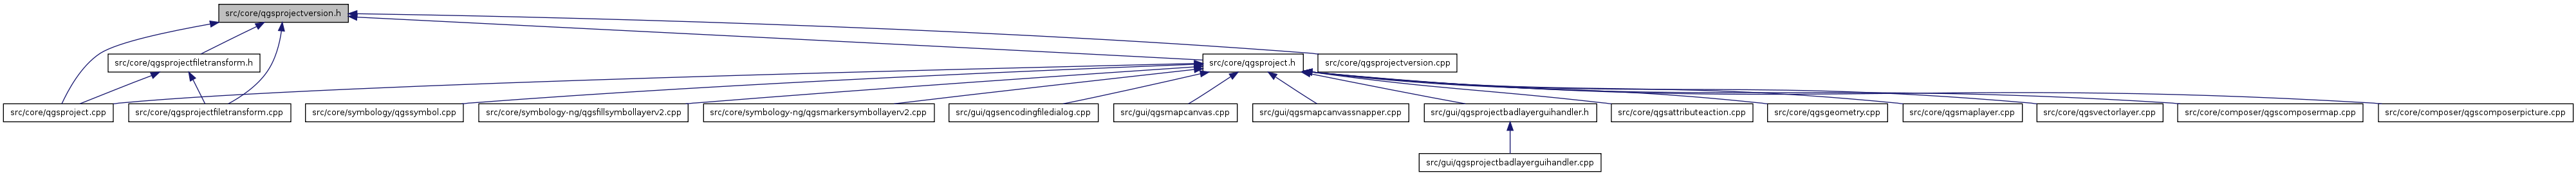 src/core/qgsprojectversion.h
src/core/qgsprojectfiletransform.h
src/core/qgsproject.h
src/core/qgsprojectversion.cpp
src/core/qgsproject.cpp
src/core/qgsprojectfiletransform.cpp
src/core/symbology/qgssymbol.cpp
src/core/symbology-ng/qgsfillsymbollayerv2.cpp
src/core/symbology-ng/qgsmarkersymbollayerv2.cpp
src/gui/qgsencodingfiledialog.cpp
src/gui/qgsmapcanvas.cpp
src/gui/qgsmapcanvassnapper.cpp
src/gui/qgsprojectbadlayerguihandler.h
src/core/qgsattributeaction.cpp
src/core/qgsgeometry.cpp
src/core/qgsmaplayer.cpp
src/core/qgsvectorlayer.cpp
src/core/composer/qgscomposermap.cpp
src/core/composer/qgscomposerpicture.cpp
src/gui/qgsprojectbadlayerguihandler.cpp